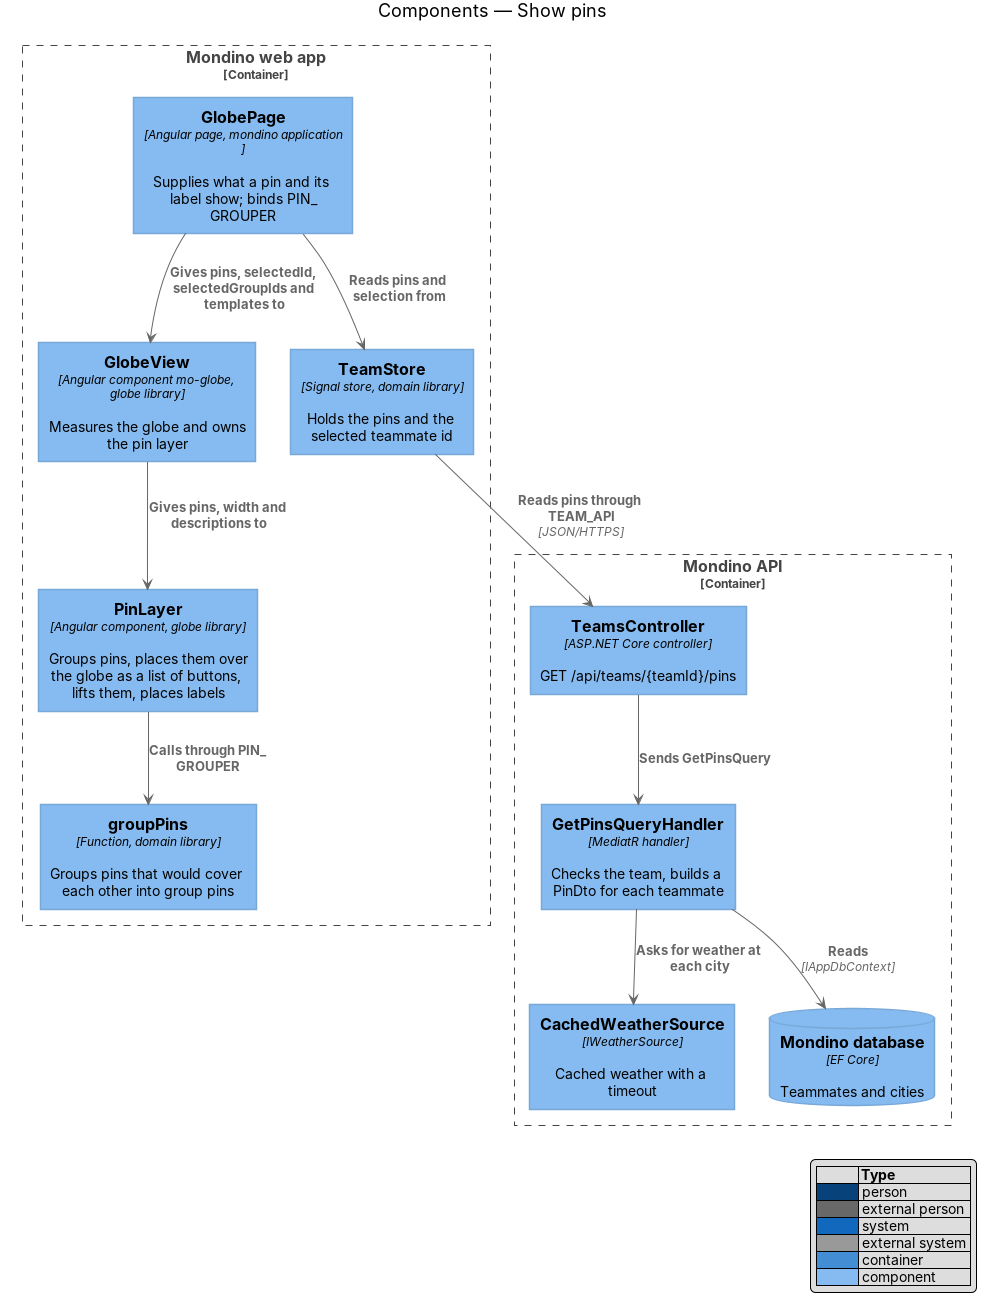 Components — Show pins
Mondino web app
[Container]
GlobePage
[Angular page, mondino application
]
Supplies what a pin and its
label show; binds PIN_
GROUPER
Gives pins, selectedId,
selectedGroupIds and
templates to
Reads pins and
selection from
GlobeView
[Angular component mo-globe,
globe library]
Measures the globe and owns
the pin layer
TeamStore
[Signal store, domain library]
Holds the pins and the
selected teammate id
Gives pins, width and
descriptions to
Reads pins through
TEAM_API
[JSON/HTTPS]
PinLayer
[Angular component, globe library]
Groups pins, places them over
the globe as a list of buttons,
lifts them, places labels
Calls through PIN_
GROUPER
groupPins
[Function, domain library]
Groups pins that would cover
each other into group pins
Mondino API
[Container]
TeamsController
[ASP.NET Core controller]
GET /api/teams/{teamId}/pins
Sends GetPinsQuery
GetPinsQueryHandler
[MediatR handler]
Checks the team, builds a
PinDto for each teammate
Asks for weather at
each city
Reads
[IAppDbContext]
CachedWeatherSource
[IWeatherSource]
Cached weather with a
timeout
Mondino database
[EF Core]
Teammates and cities
Type
person
external person
system
external system
container
component